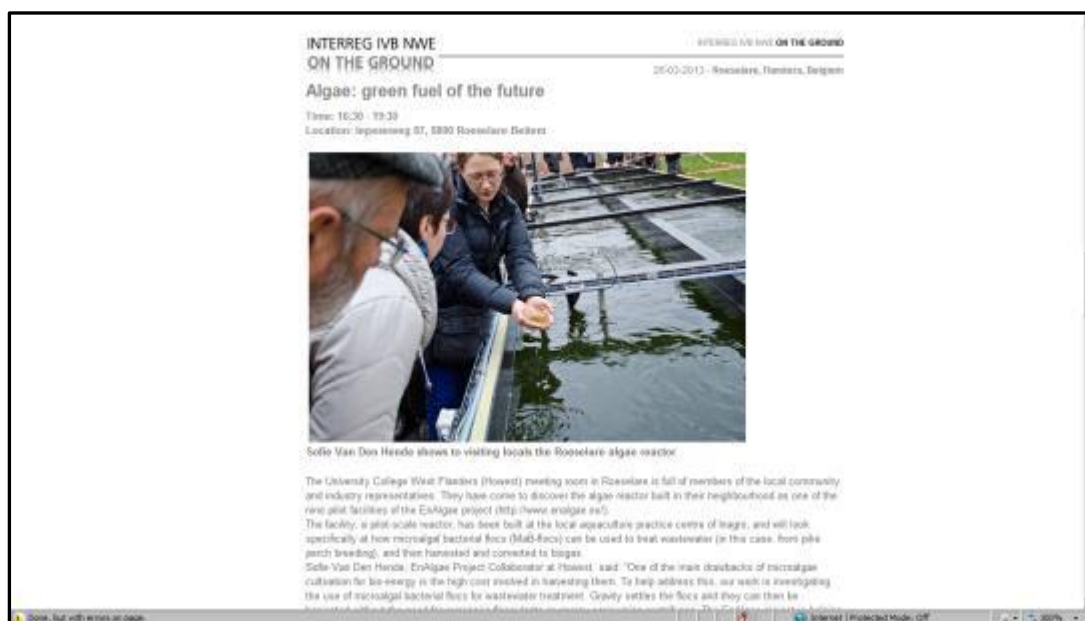 INTERREG IVB NWE
ON THE GROUND
INTERREG IVB NWE ON THE GROUND
26-03-2013 - Roeselare, Flanders, Belgium
Algae: green fuel of the future
Time: 16:30 - 19:30
Location: Ieperseweg 87, 8800 Roeselare Beitem
Sofie Van Den Hende shows to visiting locals the Roeselare algae reactor
The University College West Flanders (Howest) meeting room in Roeselare is full of members of the local community
and industry representatives. They have come to discover the algae reactor built in their neighbourhood as one of the
nine pilot facilities of the EnAlgae project (http://www.enalgae.eu/).
The facility, a pilot-scale reactor, has been built at the local aquaculture practice centre of Inagro, and will look
specifically at how microalgal bacterial flocs (MaB-flocs) can be used to treat wastewater (in this case, from pike
perch breeding), and then harvested and converted to biogas.
Sofie Van Den Hende, EnAlgae Project Collaborator at Howest, said: "One of the main drawbacks of microalgae
cultivation for bio-energy is the high cost involved in harvesting them. To help address this, our work is investigating
the use of microalgal bacterial flocs for wastewater treatment. Gravity settles the flocs and they can then be
Done, but with errors on page.
Internet | Protected Mode: Off